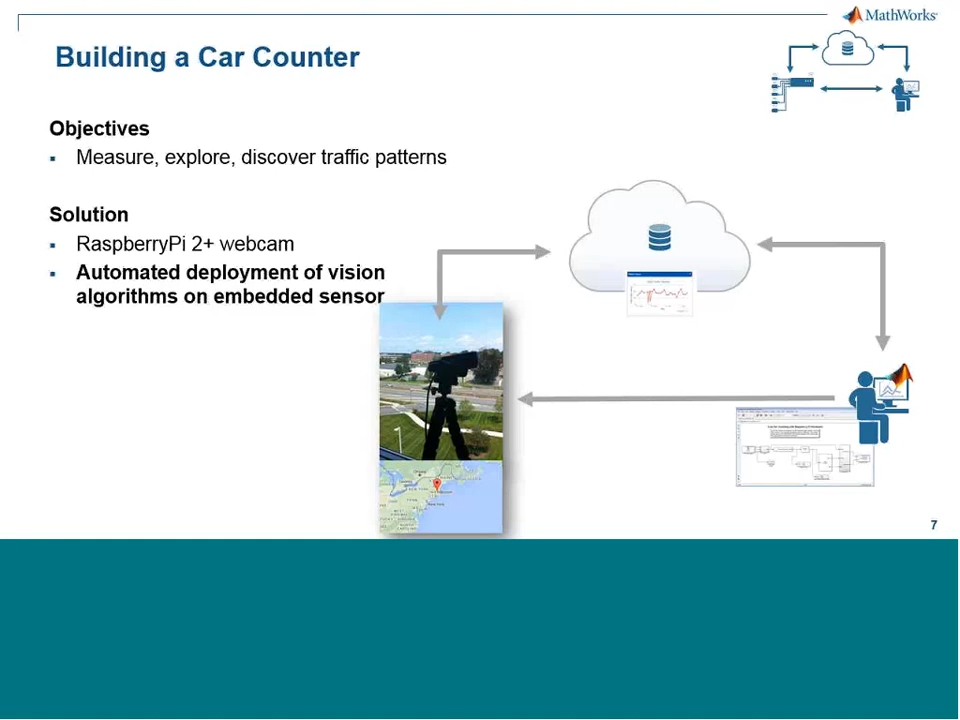 MathWorks
Building a Car Counter
Objectives
▪ Measure, explore, discover traffic patterns
Solution
▪ RaspberryPi 2+ webcam
▪ Automated deployment of vision
algorithms on embedded sensor
7